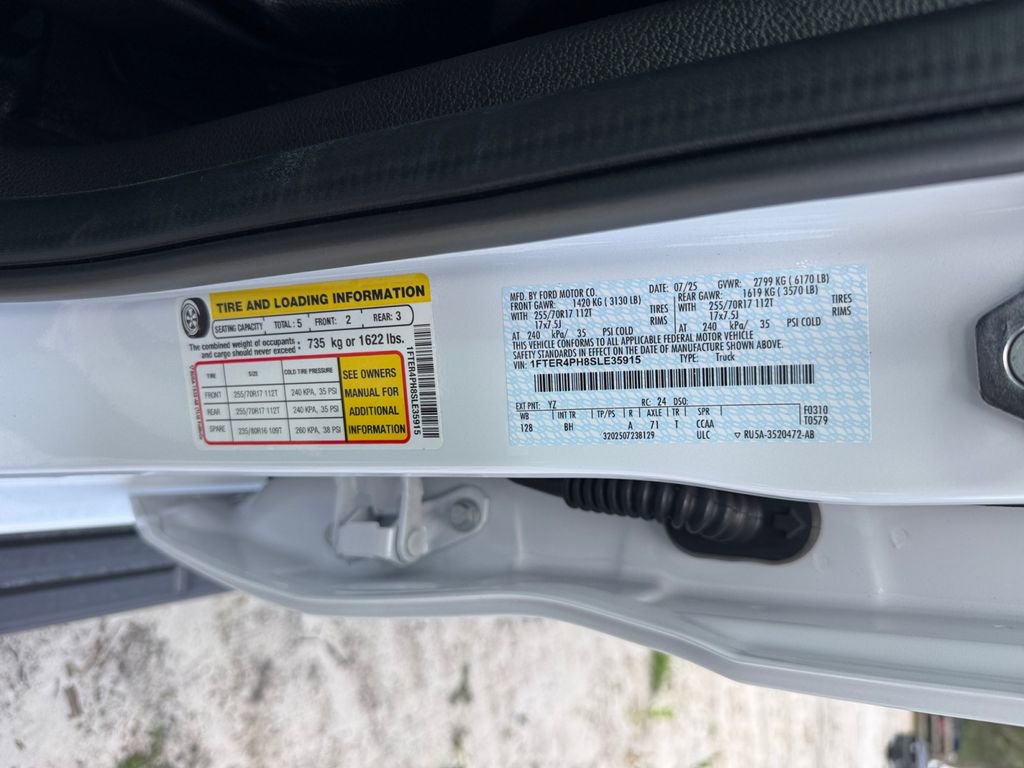 TIRE AND LOADING INFORMATION
SEATING CAPACITY TOTAL: 5 FRONT: 2 REAR: 3
The combined weight of occupants and cargo should never exceed: 735 kg or 1622 lbs.
TIRE SIZE COLD TIRE PRESSURE
FRONT 255/70R17 112T 240 KPA, 35 PSI
REAR 255/70R17 112T 240 KPA, 35 PSI
SPARE 235/80R16 109T 260 KPA, 38 PSI
SEE OWNERS
MANUAL FOR
ADDITIONAL
INFORMATION
1FTER4PH8SLE35915
MFD. BY FORD MOTOR CO. DATE: 07/25 GVWR: 2799 KG ( 6170 LB)
FRONT GAWR: 1420 KG ( 3130 LB) REAR GAWR: 1619 KG ( 3570 LB)
WITH 255/70R17 112T TIRES WITH 255/70R17 112T TIRES
17x7.5J RIMS 17x7.5J RIMS
AT 240 kPa/ 35 PSI COLD AT 240 kPa/ 35 PSI COLD
THIS VEHICLE CONFORMS TO ALL APPLICABLE FEDERAL MOTOR VEHICLE
SAFETY STANDARDS IN EFFECT ON THE DATE OF MANUFACTURE SHOWN ABOVE.
VIN: 1FTER4PH8SLE35915 TYPE: Truck
EXT PNT: YZ RC: 24 DSO:
WB INT TR TP/PS R AXLE TR SPR F0310
128 BH A 71 T CCAA T0579
3202507238129 ULC ▽ RU5A-3520472-AB